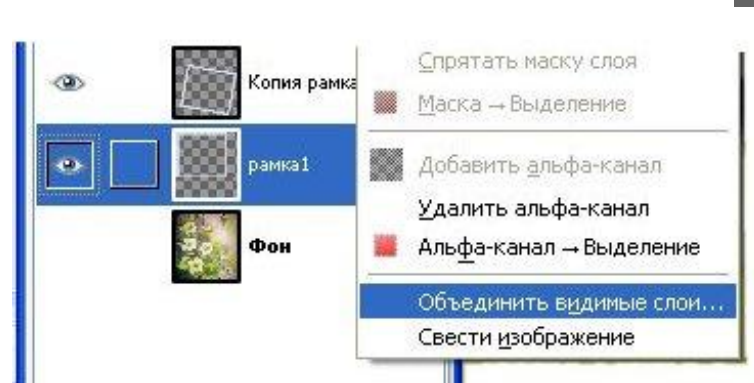 Копия рамка
рамка1
Фон
Спрятать маску слоя
Маска → Выделение
Добавить альфа-канал
Удалить альфа-канал
Альфа-канал → Выделение
Объединить видимые слои...
Свести изображение